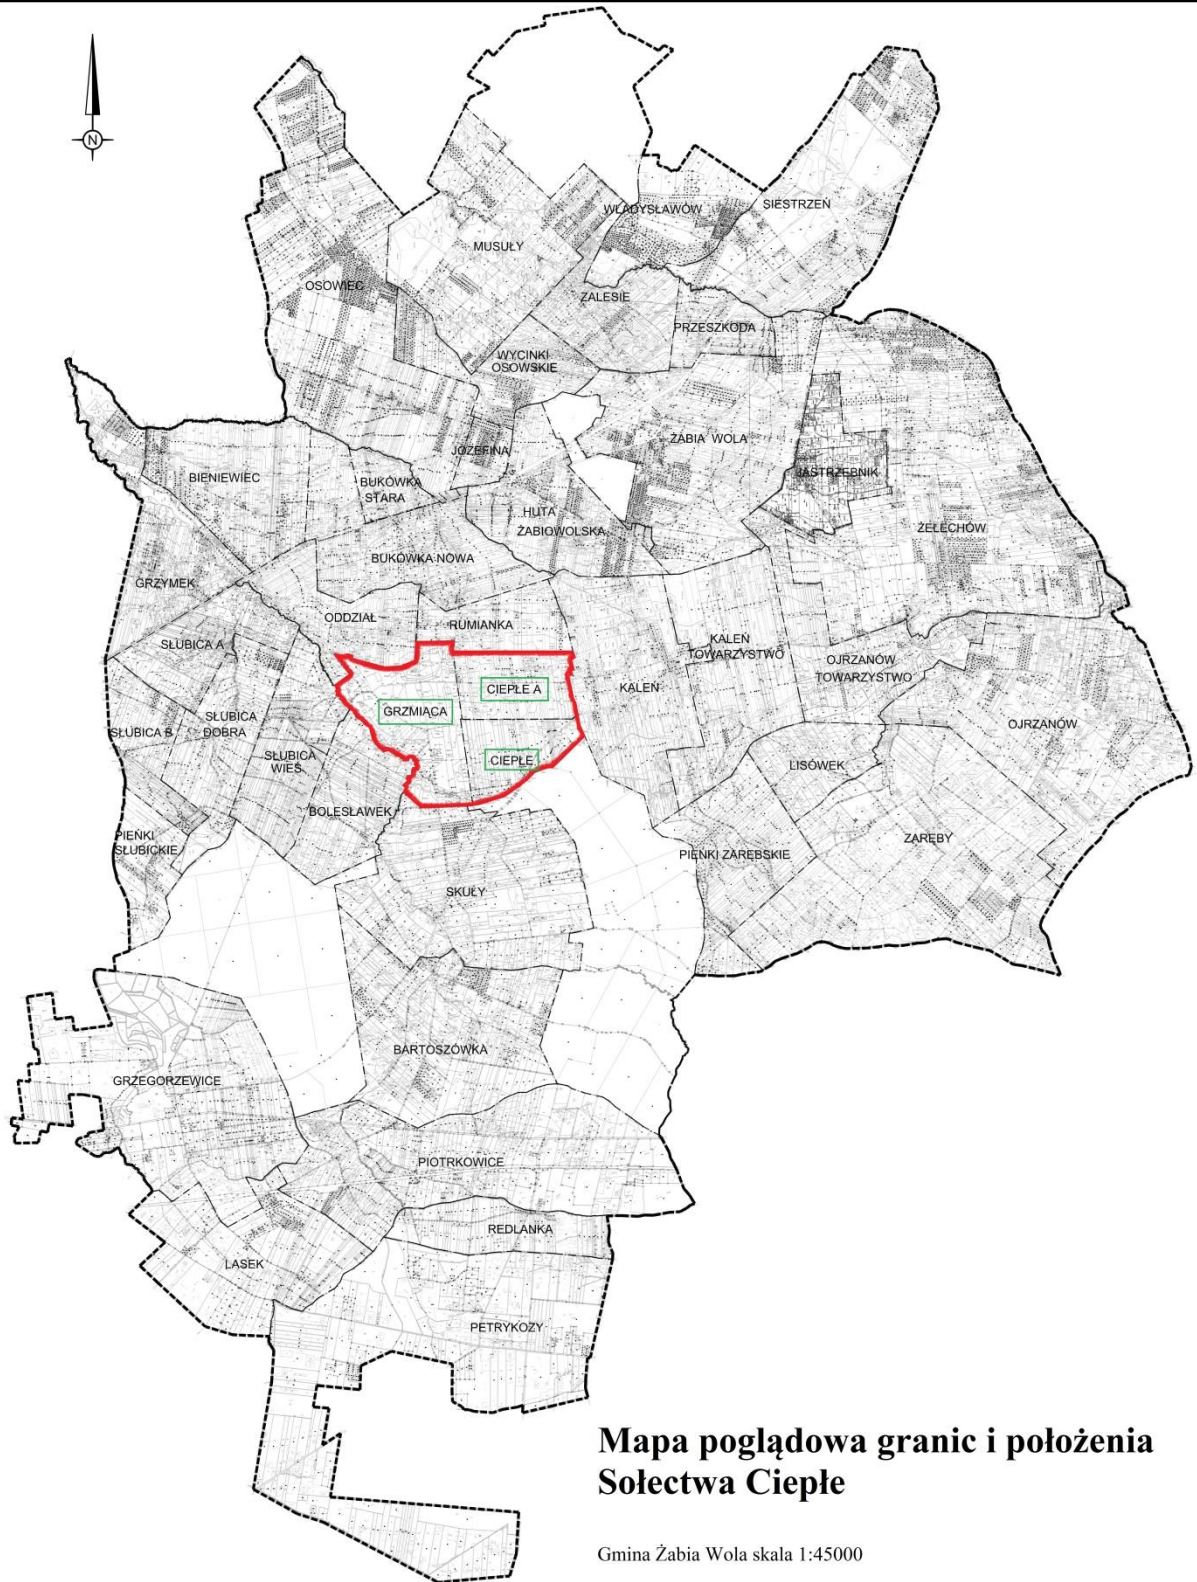 N
WŁADYSŁAWÓW
SIESTRZEŃ
MUSUŁY
OSOWIEC
ZALESIE
PRZESZKODA
WYCINKI
OSOWSKIE
ŻABIA WOLA
JÓZEFINA
JASTRZĘBNIK
BIENIEWIEC
BUKÓWKA
STARA
HUTA
ŻABIOWOLSKA
ŻELECHÓW
BUKÓWKA NOWA
GRZYMEK
ODDZIAŁ
RUMIANKA
SŁUBICA A
KALEŃ
TOWARZYSTWO
OJRZANÓW
TOWARZYSTWO
CIEPŁE A
KALEŃ
GRZMIĄCA
SŁUBICA
DOBRA
OJRZANÓW
SŁUBICA B
SŁUBICA
WIEŚ
CIEPŁE
LISÓWEK
BOLESŁAWEK
PIEŃKI
SŁUBICKIE
ZARĘBY
PIEŃKI ZARĘBSKIE
SKUŁY
BARTOSZÓWKA
GRZEGORZEWICE
PIOTRKOWICE
REDLANKA
LASEK
PETRYKOZY
Mapa poglądowa granic i położenia
Sołectwa Ciepłe
Gmina Żabia Wola skala 1:45000